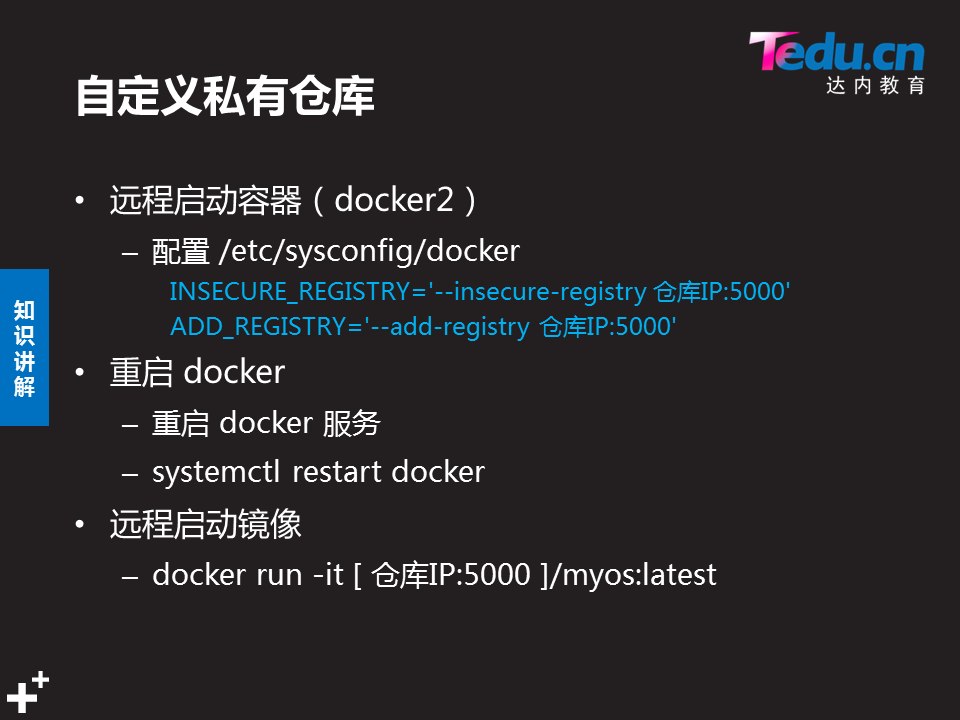 Tedu.cn
达内教育
自定义私有仓库
• 远程启动容器（docker2）
– 配置 /etc/sysconfig/docker
INSECURE_REGISTRY='--insecure-registry 仓库IP:5000'
ADD_REGISTRY='--add-registry 仓库IP:5000'
• 重启 docker
– 重启 docker 服务
– systemctl restart docker
• 远程启动镜像
– docker run -it [ 仓库IP:5000 ]/myos:latest
知识讲解